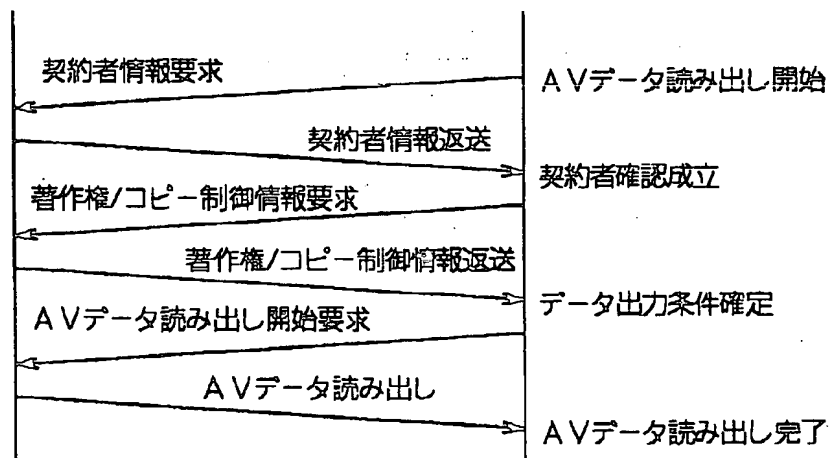 契約者情報要求
AVデータ読み出し開始
契約者情報返送
契約者確認成立
著作権/コピー制御情報要求
著作権/コピー制御情報返送
データ出力条件確定
AVデータ読み出し開始要求
AVデータ読み出し
AVデータ読み出し完了